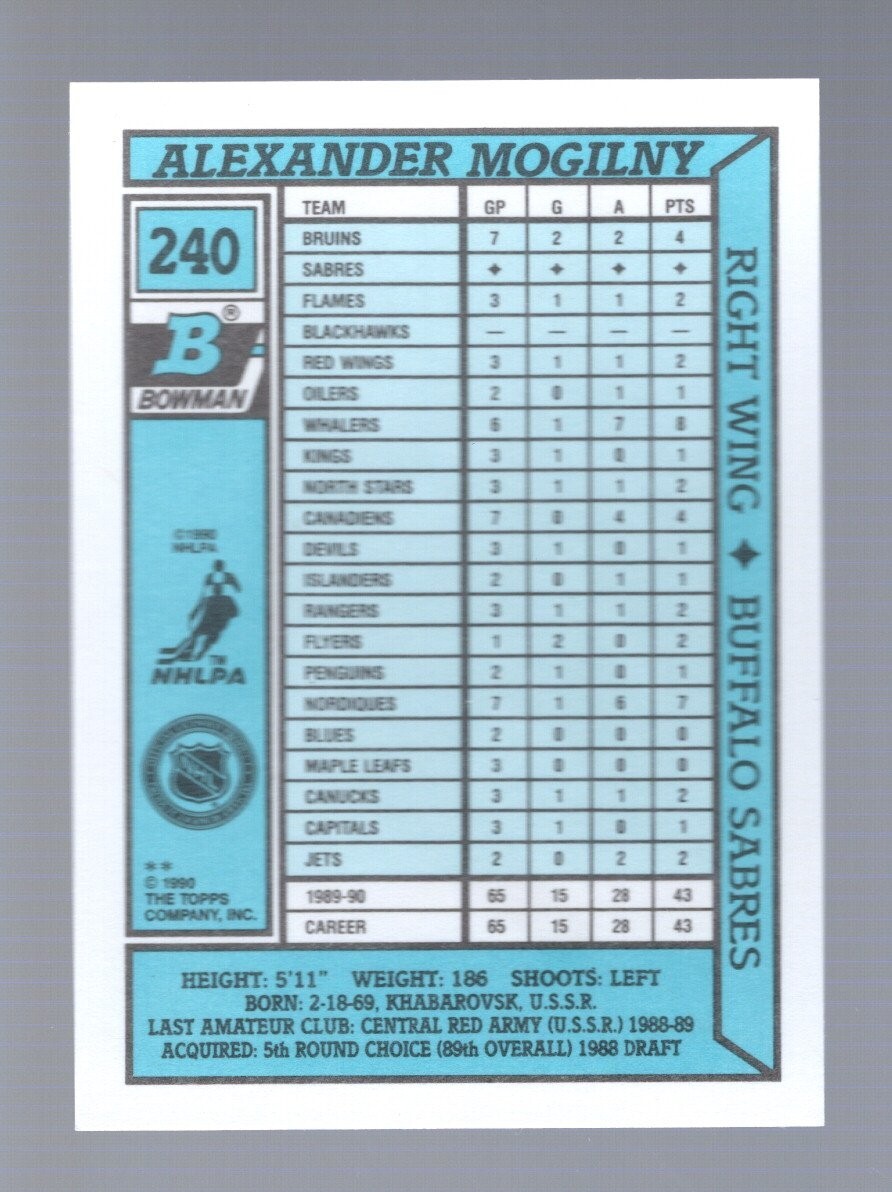 ALEXANDER MOGILNY
240
B®
BOWMAN
©1990
NHLPA
TM
NHLPA
NHL
**
© 1990
THE TOPPS
COMPANY, INC.
TEAM GP G A PTS
BRUINS 7 2 2 4
SABRES ✦ ✦ ✦ ✦
FLAMES 3 1 1 2
BLACKHAWKS — — — —
RED WINGS 3 1 1 2
OILERS 2 0 1 1
WHALERS 6 1 7 8
KINGS 3 1 0 1
NORTH STARS 3 1 1 2
CANADIENS 7 0 4 4
DEVILS 3 1 0 1
ISLANDERS 2 0 1 1
RANGERS 3 1 1 2
FLYERS 1 2 0 2
PENGUINS 2 1 0 1
NORDIQUES 7 1 6 7
BLUES 2 0 0 0
MAPLE LEAFS 3 0 0 0
CANUCKS 3 1 1 2
CAPITALS 3 1 0 1
JETS 2 0 2 2
1989-90 65 15 28 43
CAREER 65 15 28 43
RIGHT WING ✦ BUFFALO SABRES
HEIGHT: 5'11" WEIGHT: 186 SHOOTS: LEFT
BORN: 2-18-69, KHABAROVSK, U.S.S.R.
LAST AMATEUR CLUB: CENTRAL RED ARMY (U.S.S.R.) 1988-89
ACQUIRED: 5th ROUND CHOICE (89th OVERALL) 1988 DRAFT